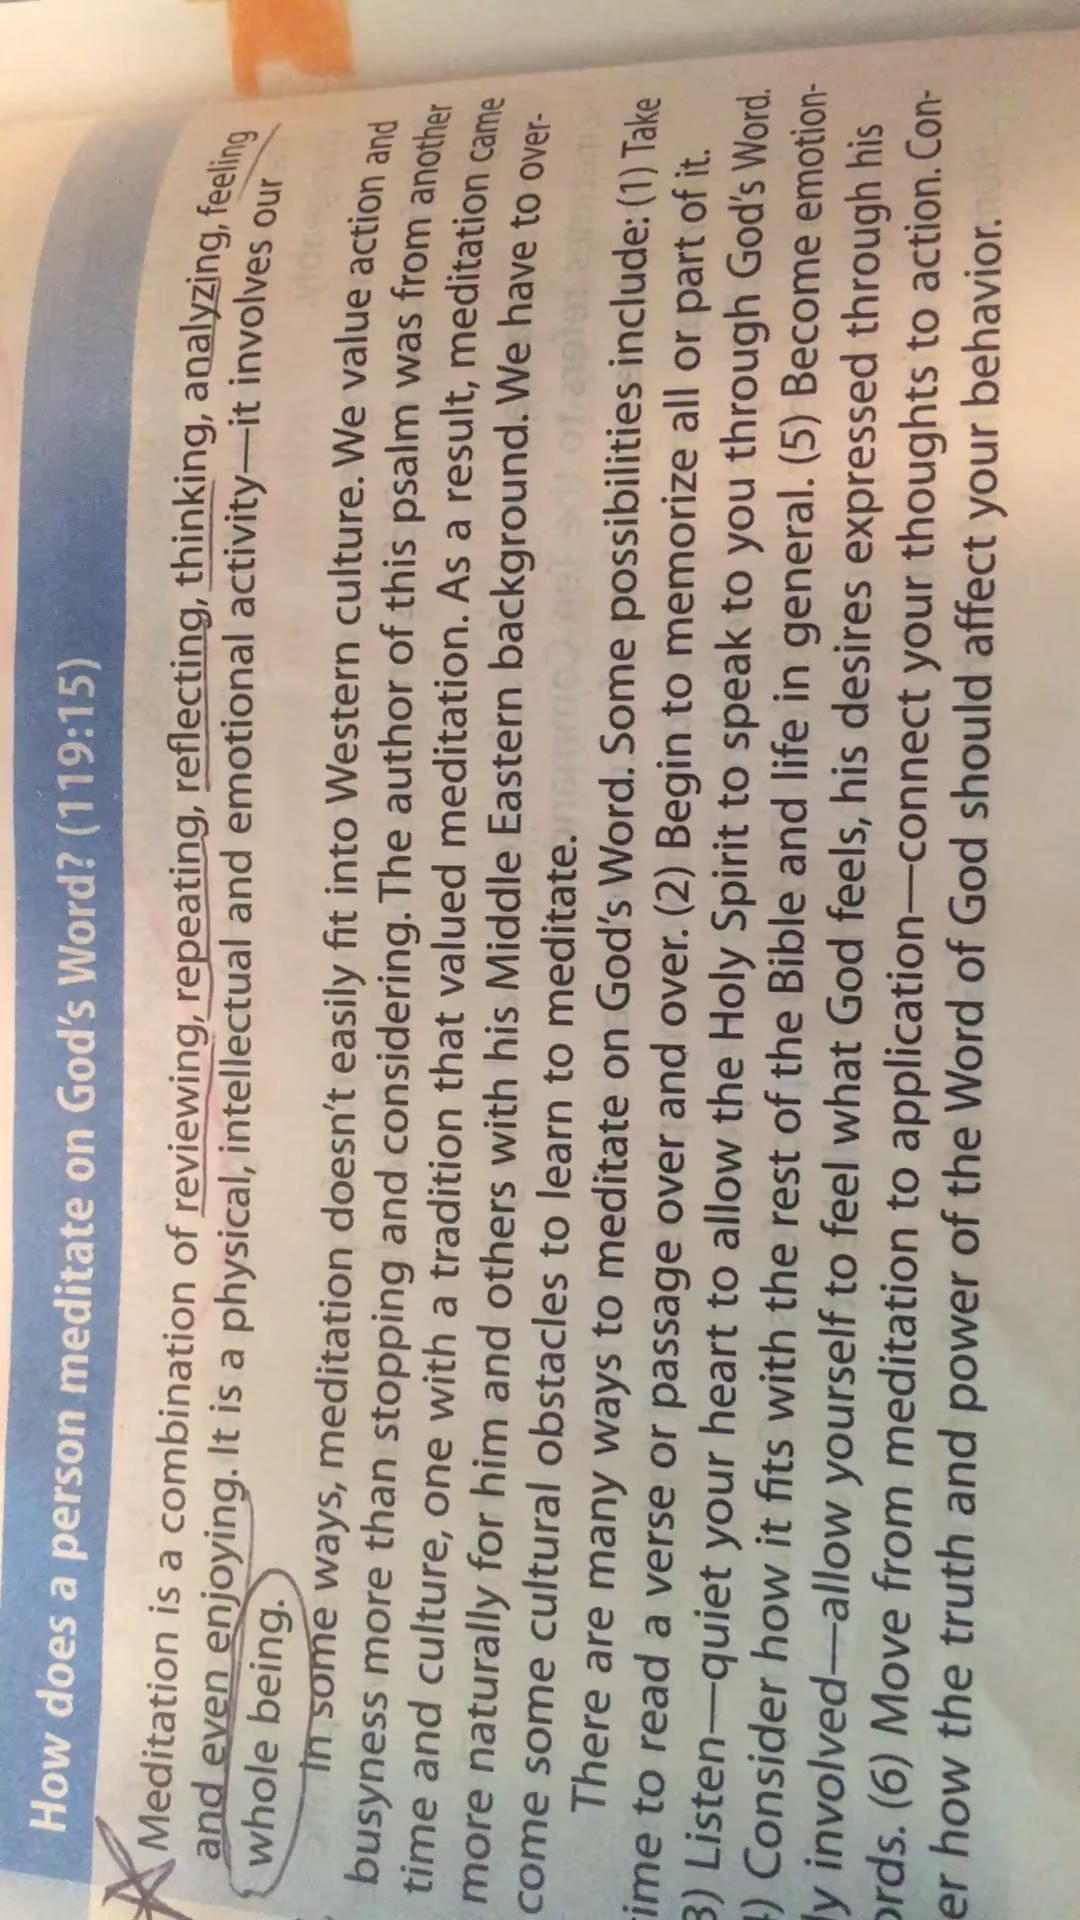 How does a person meditate on God's Word? (119:15)
Meditation is a combination of reviewing, repeating, reflecting, thinking, analyzing, feeling
and even enjoying. It is a physical, intellectual and emotional activity—it involves our
whole being.
In some ways, meditation doesn't easily fit into Western culture. We value action and
busyness more than stopping and considering. The author of this psalm was from another
time and culture, one with a tradition that valued meditation. As a result, meditation came
more naturally for him and others with his Middle Eastern background. We have to over-
come some cultural obstacles to learn to meditate.
There are many ways to meditate on God's Word. Some possibilities include: (1) Take
ime to read a verse or passage over and over. (2) Begin to memorize all or part of it.
3) Listen—quiet your heart to allow the Holy Spirit to speak to you through God's Word.
4) Consider how it fits with the rest of the Bible and life in general. (5) Become emotion-
ly involved—allow yourself to feel what God feels, his desires expressed through his
ords. (6) Move from meditation to application—connect your thoughts to action. Con-
er how the truth and power of the Word of God should affect your behavior.